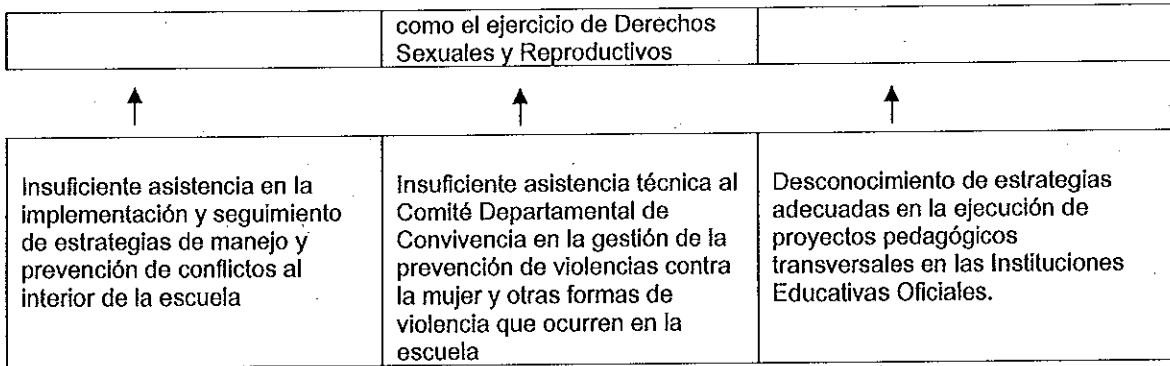 como el ejercicio de Derechos
Sexuales y Reproductivos
Insuficiente asistencia en la
implementación y seguimiento
de estrategias de manejo y
prevención de conflictos al
interior de la escuela
Insuficiente asistencia técnica al
Comité Departamental de
Convivencia en la gestión de la
prevención de violencias contra
la mujer y otras formas de
violencia que ocurren en la
escuela
Desconocimiento de estrategias
adecuadas en la ejecución de
proyectos pedagógicos
transversales en las Instituciones
Educativas Oficiales.